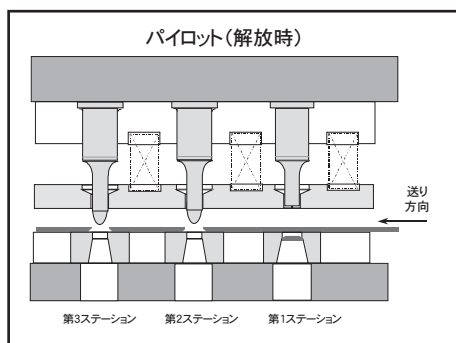 パイロット（解放時）
送り
方向
第3ステーション
第2ステーション
第1ステーション